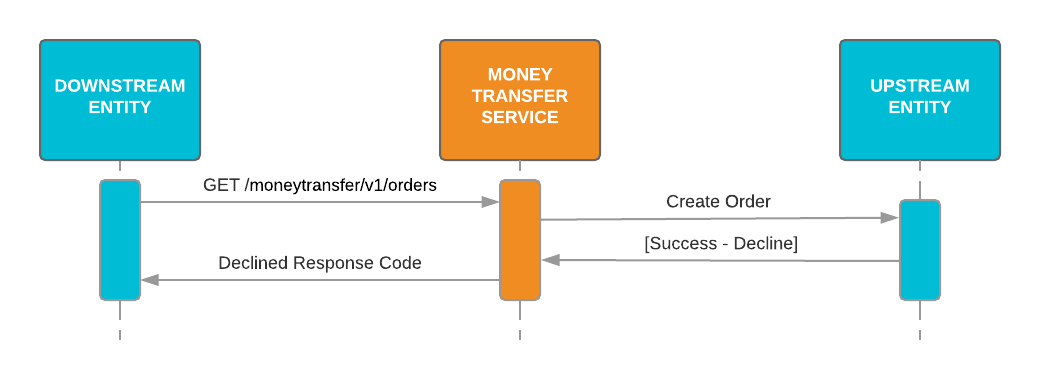 DOWNSTREAM
ENTITY
MONEY
TRANSFER
SERVICE
UPSTREAM
ENTITY
GET /moneytransfer/v1/orders
Create Order
[Success - Decline]
Declined Response Code